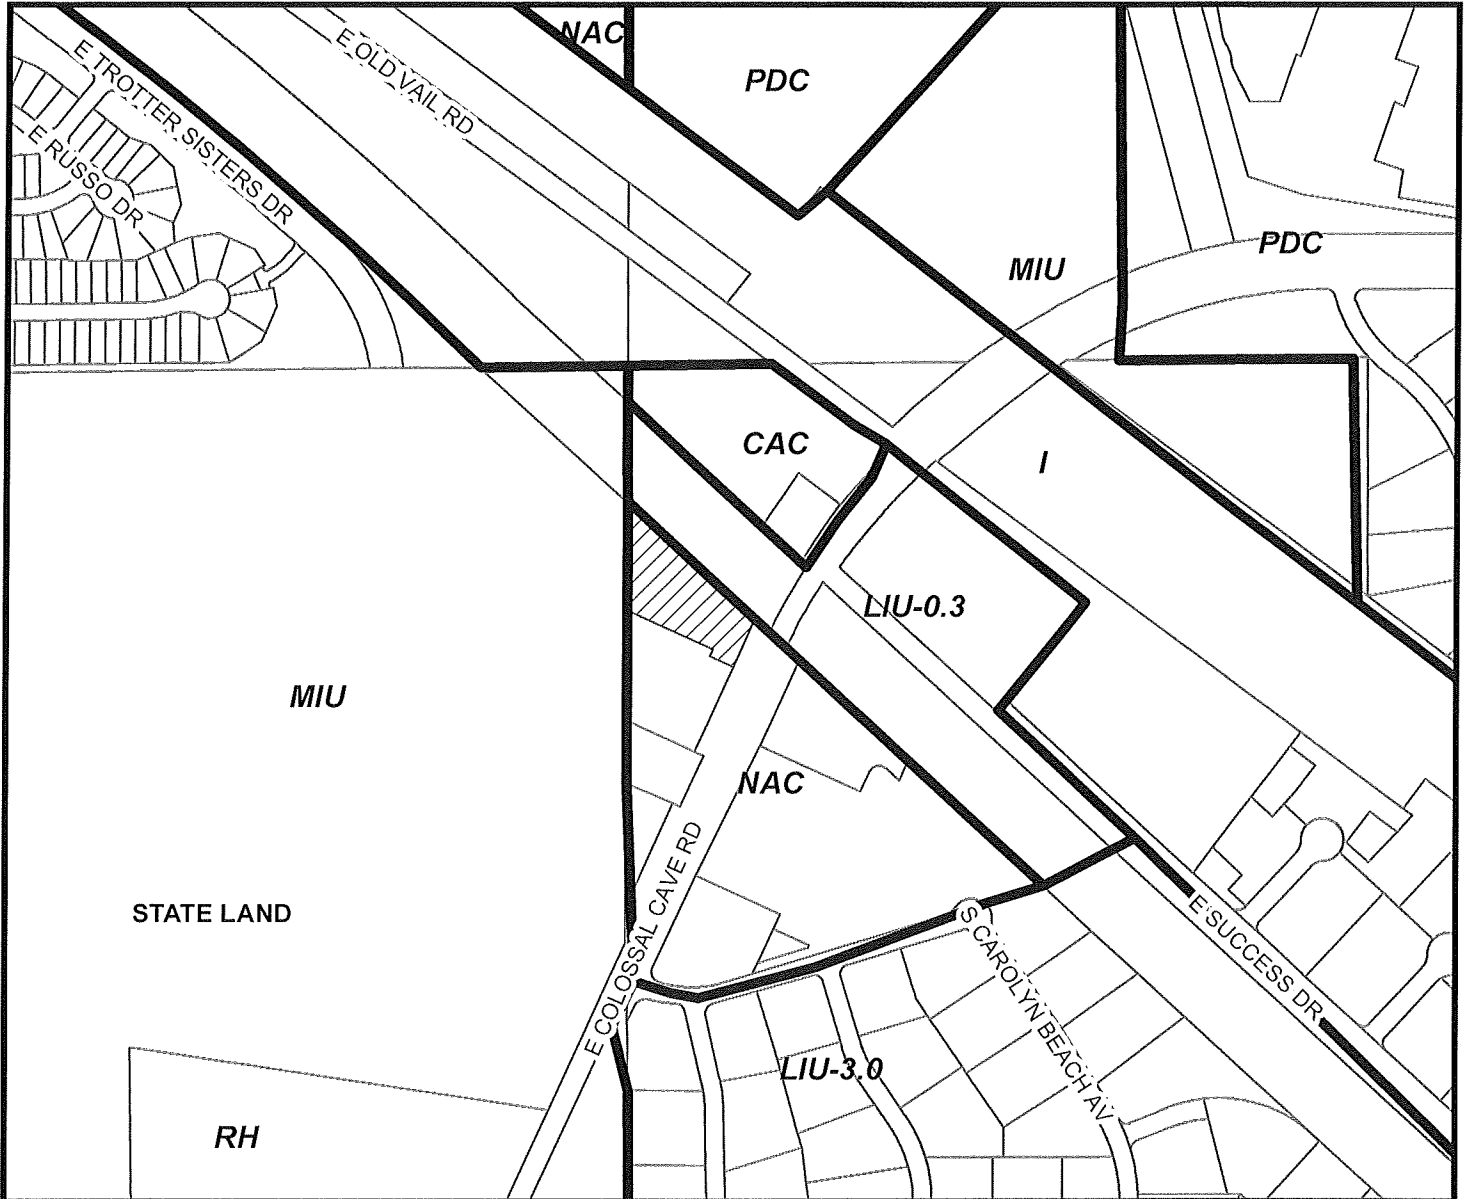 NAC
E OLD VAIL RD
E TROTTER SISTERS DR
PDC
E RUSSO DR
PDC
MIU
CAC
I
LIU-0.3
MIU
NAC
E COLOSSAL CAVE RD
STATE LAND
S CAROLYN BEACH AV
E SUCCESS DR
LIU-3.0
RH